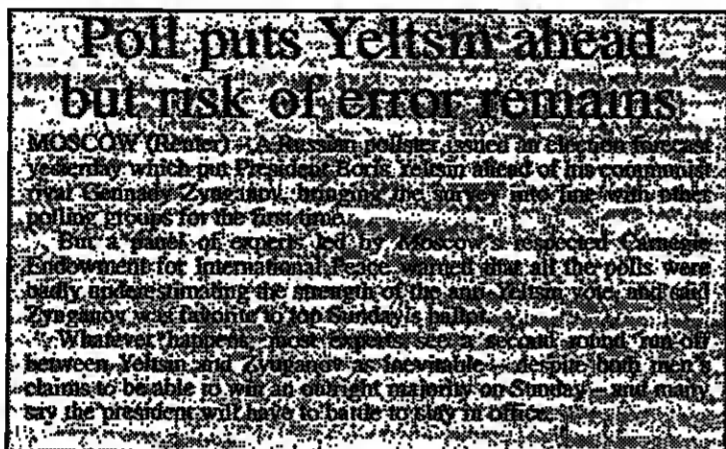 Poll puts Yeltsin ahead
but risk of error remains
MOSCOW (Reuter) - A Russian pollster issued an election forecast
yesterday which put President Boris Yeltsin ahead of his communist
rival Gennady Zyuganov, bringing the survey into line with other
polling groups for the first time.
But a panel of experts led by Moscow's respected Carnegie
Endowment for International Peace warned that all the polls were
badly underestimating the strength of the anti-Yeltsin vote, and said
Zyuganov was favorite to top Sunday's ballot.
Whatever happens, most experts see a second round run-off
between Yeltsin and Zyuganov as inevitable - despite both men's
claims to be able to win an outright majority on Sunday - and many
say the president will have to battle to stay in office.